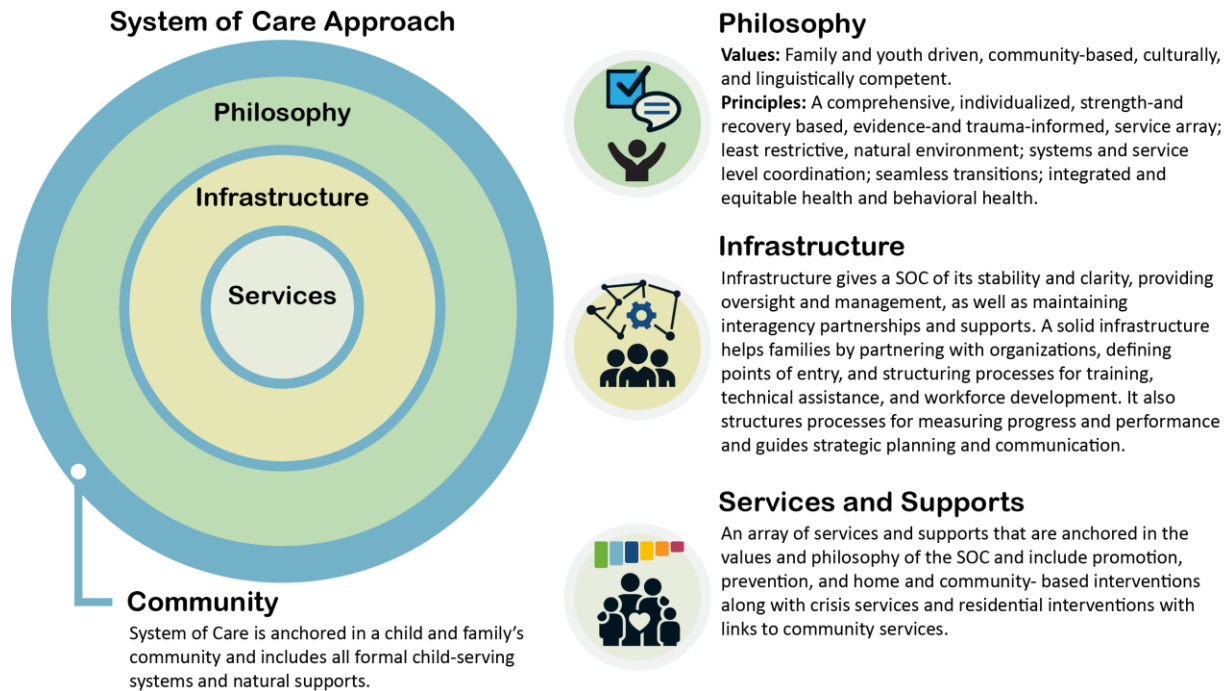 System of Care Approach
Philosophy
Infrastructure
Services
Community
System of Care is anchored in a child and family's
community and includes all formal child-serving
systems and natural supports.
Philosophy
Values: Family and youth driven, community-based, culturally,
and linguistically competent.
Principles: A comprehensive, individualized, strength-and
recovery based, evidence-and trauma-informed, service array;
least restrictive, natural environment; systems and service
level coordination; seamless transitions; integrated and
equitable health and behavioral health.
Infrastructure
Infrastructure gives a SOC of its stability and clarity, providing
oversight and management, as well as maintaining
interagency partnerships and supports. A solid infrastructure
helps families by partnering with organizations, defining
points of entry, and structuring processes for training,
technical assistance, and workforce development. It also
structures processes for measuring progress and performance
and guides strategic planning and communication.
Services and Supports
An array of services and supports that are anchored in the
values and philosophy of the SOC and include promotion,
prevention, and home and community- based interventions
along with crisis services and residential interventions with
links to community services.